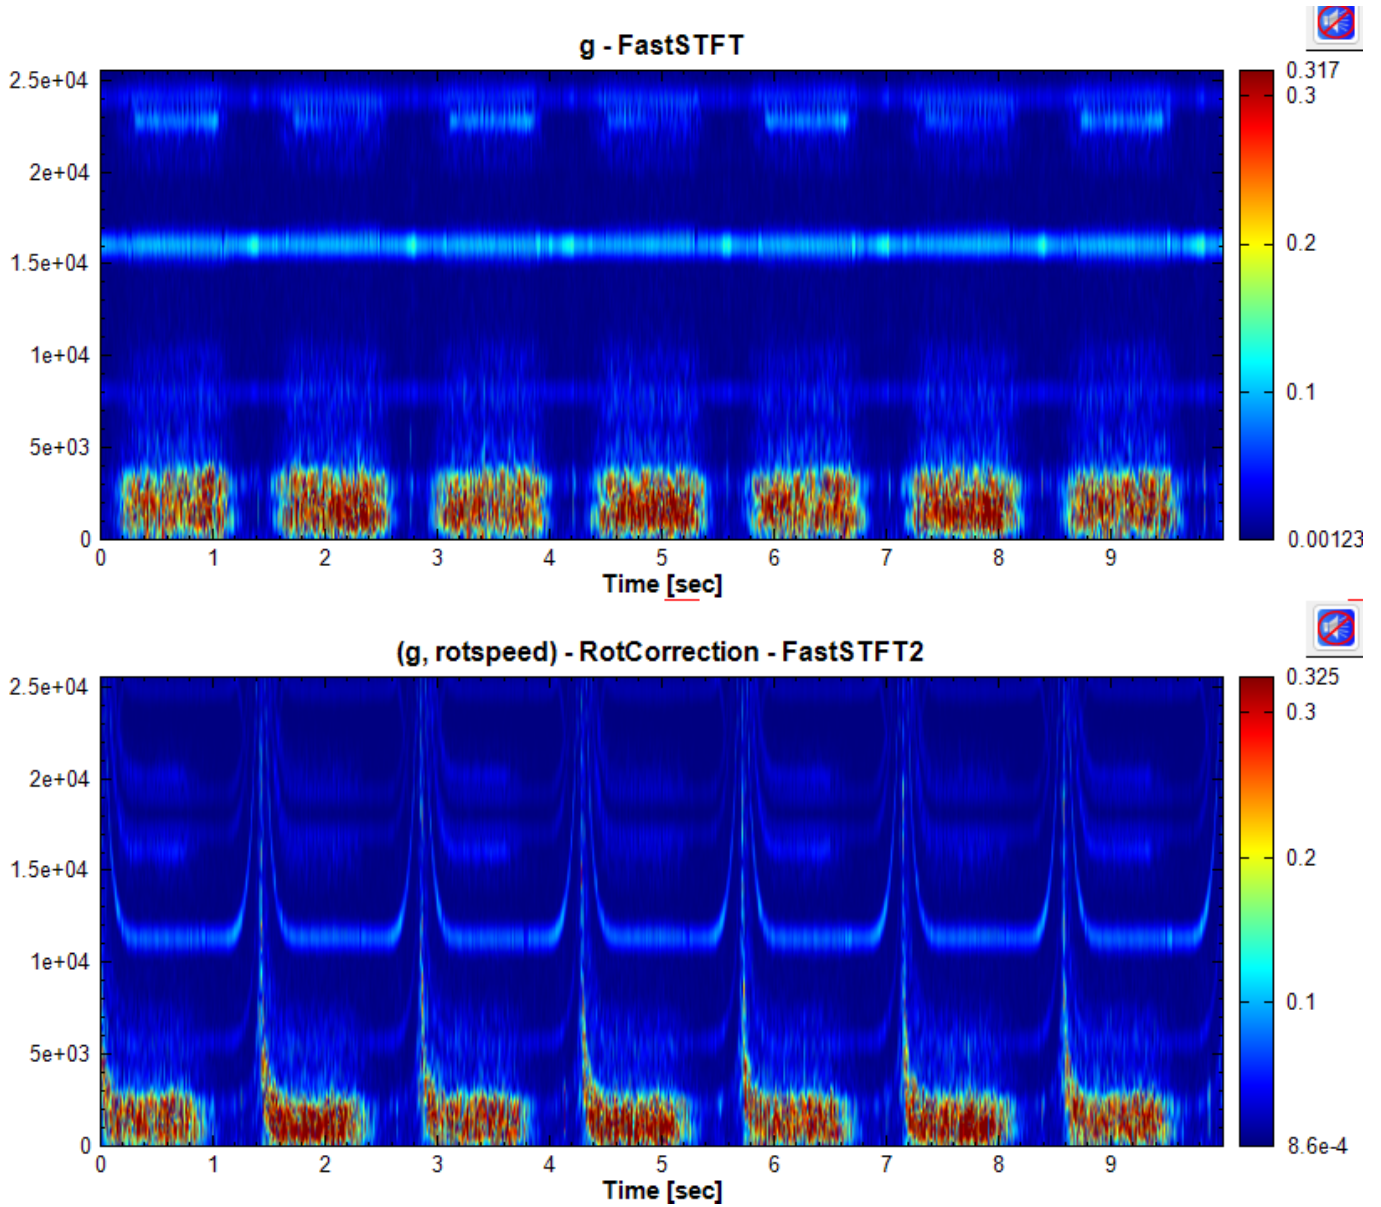 g - FastSTFT
2.5e+04
2e+04
1.5e+04
1e+04
5e+03
0
0 1 2 3 4 5 6 7 8 9
Time [sec]
0.317
0.3
0.2
0.1
0.00123
(g, rotspeed) - RotCorrection - FastSTFT2
2.5e+04
2e+04
1.5e+04
1e+04
5e+03
0
0 1 2 3 4 5 6 7 8 9
Time [sec]
0.325
0.3
0.2
0.1
8.6e-4